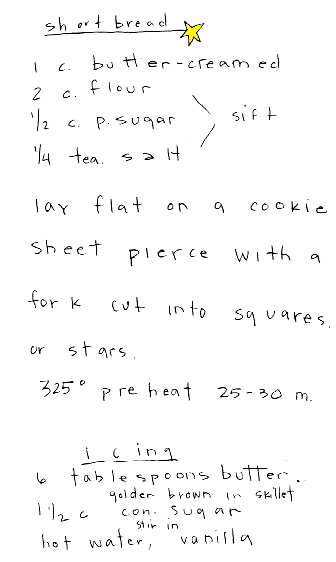 short bread
1 c. butter-creamed
2 c. flour
1/2 c. p. sugar
sift
1/4 tea. salt
lay flat on a cookie
sheet pierce with a
fork cut into squares,
or stars.
325° preheat 25-30 m.
icing
6 tablespoons butter..
golden brown in skillet
1 1/2 c con. sugar
stir in
hot water, vanilla